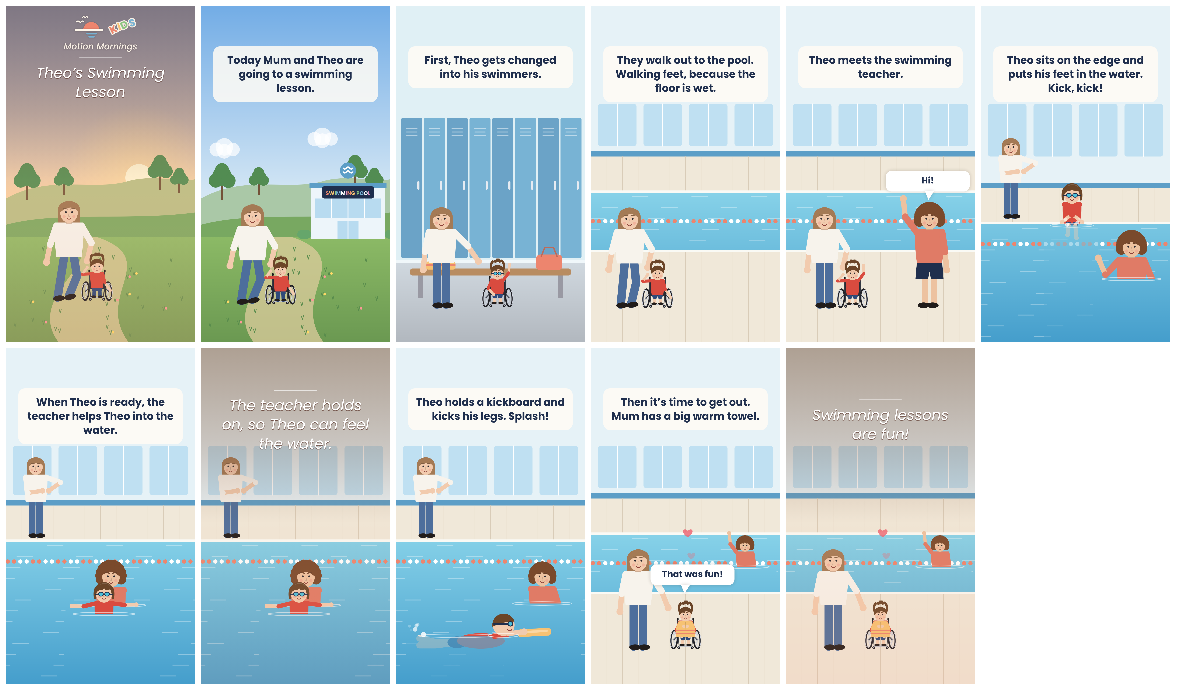 KIDS
Motion Mornings
Theo's Swimming
Lesson
Today Mum and Theo are
going to a swimming
lesson.
SWIMMING POOL
First, Theo gets changed
into his swimmers.
They walk out to the pool.
Walking feet, because the
floor is wet.
Theo meets the swimming
teacher.
Hi!
Theo sits on the edge and
puts his feet in the water.
Kick, kick!
When Theo is ready, the
teacher helps Theo into the
water.
The teacher holds
on, so Theo can feel
the water.
Theo holds a kickboard and
kicks his legs. Splash!
Then it's time to get out.
Mum has a big warm towel.
That was fun!
Swimming lessons
are fun!